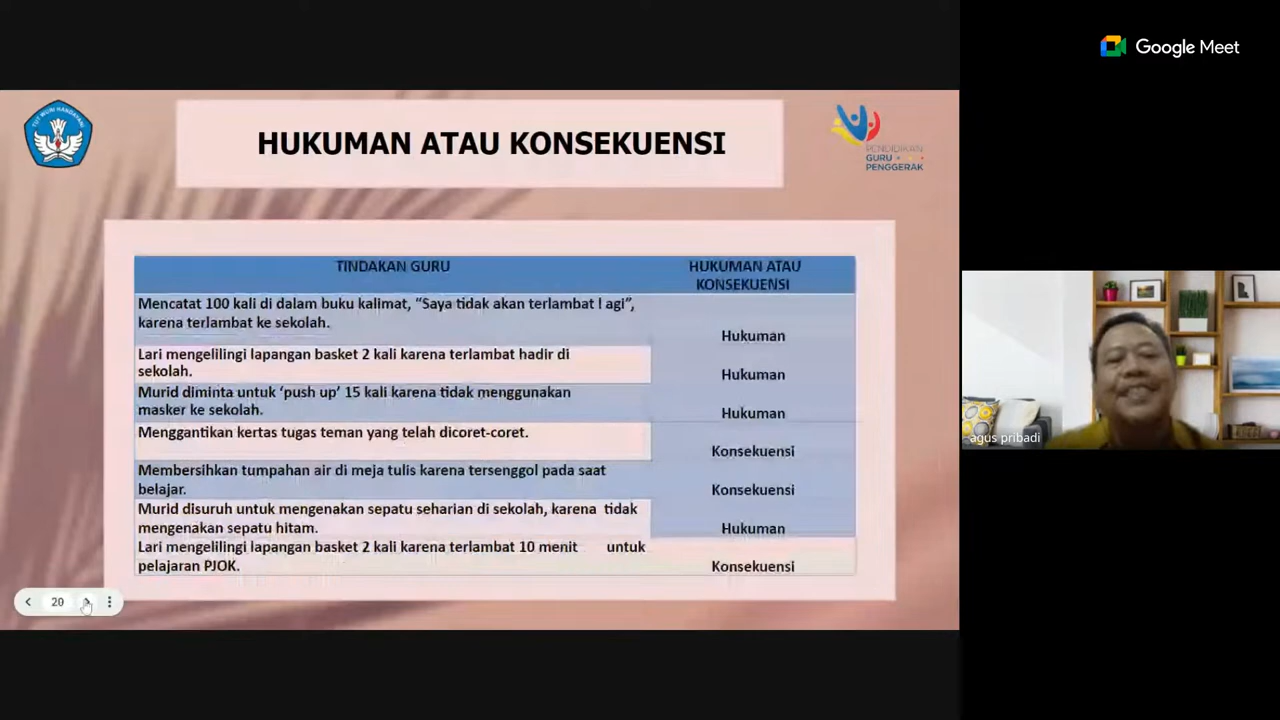 Google Meet
TUT WURI HANDAYANI
HUKUMAN ATAU KONSEKUENSI
PENDIDIKAN
GURU
PENGGERAK
TINDAKAN GURU
HUKUMAN ATAU
KONSEKUENSI
Mencatat 100 kali di dalam buku kalimat, “Saya tidak akan terlambat l agi”,
karena terlambat ke sekolah.
Hukuman
Lari mengelilingi lapangan basket 2 kali karena terlambat hadir di
sekolah.
Hukuman
Murid diminta untuk ‘push up’ 15 kali karena tidak menggunakan
masker ke sekolah.
Hukuman
Menggantikan kertas tugas teman yang telah dicoret-coret.
Konsekuensi
Membersihkan tumpahan air di meja tulis karena tersenggol pada saat
belajar.
Konsekuensi
Murid disuruh untuk mengenakan sepatu seharian di sekolah, karena tidak
mengenakan sepatu hitam.
Hukuman
Lari mengelilingi lapangan basket 2 kali karena terlambat 10 menit untuk
pelajaran PJOK.
Konsekuensi
20
agus pribadi